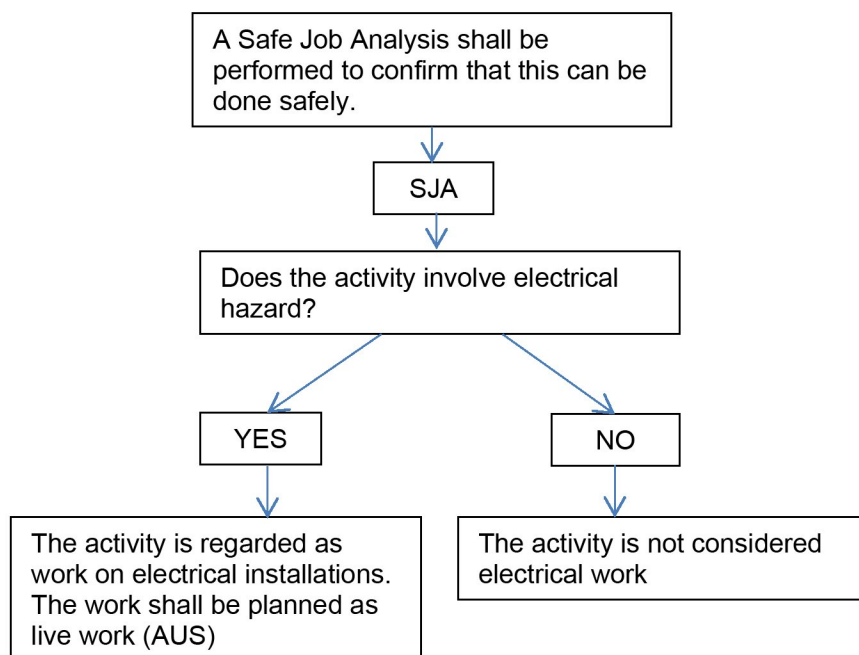 A Safe Job Analysis shall be
performed to confirm that this can be
done safely.
SJA
Does the activity involve electrical
hazard?
YES
NO
The activity is regarded as
work on electrical installations.
The work shall be planned as
live work (AUS)
The activity is not considered
electrical work